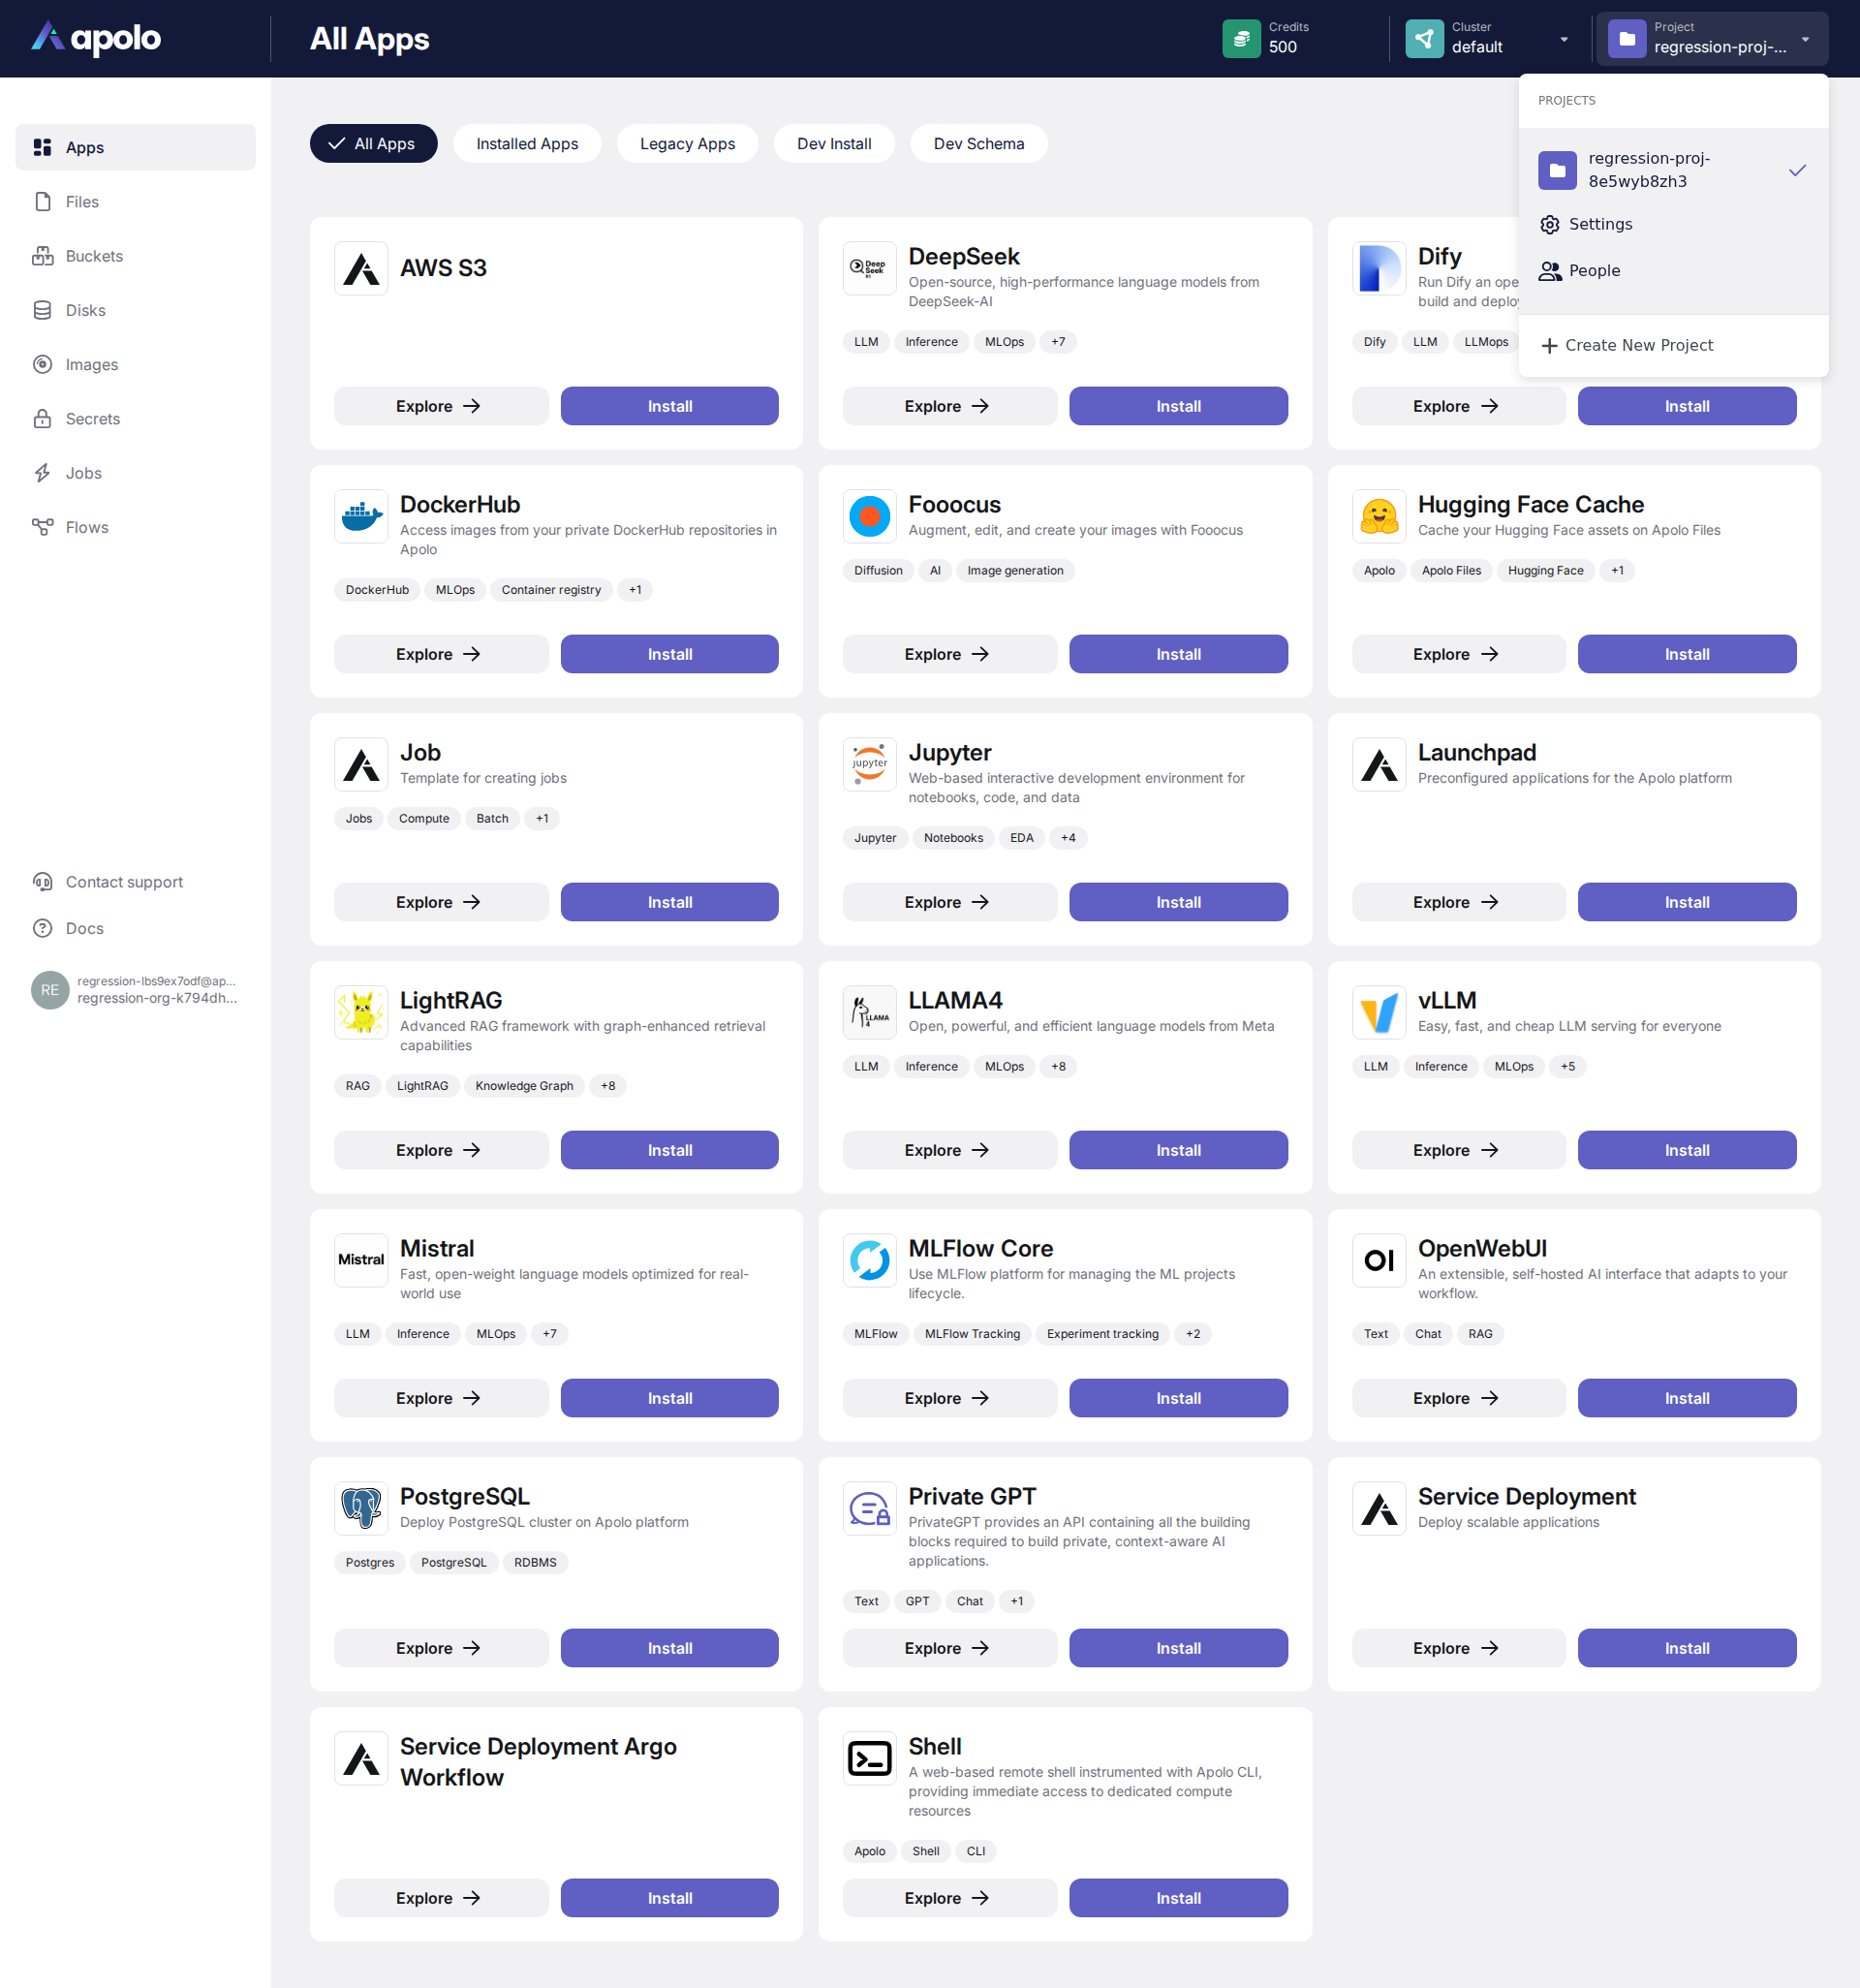 apolo
All Apps
Credits
500
Cluster
default
Project
regression-proj-...
PROJECTS
regression-proj-
8e5wyb8zh3
Settings
People
Create New Project
Apps
Files
Buckets
Disks
Images
Secrets
Jobs
Flows
Contact support
Docs
RE
regression-lbs9ex7odf@ap...
regression-org-k794dh...
All Apps
Installed Apps
Legacy Apps
Dev Install
Dev Schema
AWS S3
Explore
Install
Deep
Seek
R1
DeepSeek
Open-source, high-performance language models from
DeepSeek-AI
LLM
Inference
MLOps
+7
Explore
Install
Dify
Run Dify an ope
build and deploy
Dify
LLM
LLMops
Explore
Install
DockerHub
Access images from your private DockerHub repositories in
Apolo
DockerHub
MLOps
Container registry
+1
Explore
Install
Fooocus
Augment, edit, and create your images with Fooocus
Diffusion
AI
Image generation
Explore
Install
Hugging Face Cache
Cache your Hugging Face assets on Apolo Files
Apolo
Apolo Files
Hugging Face
+1
Explore
Install
Job
Template for creating jobs
Jobs
Compute
Batch
+1
Explore
Install
jupyter
Jupyter
Web-based interactive development environment for
notebooks, code, and data
Jupyter
Notebooks
EDA
+4
Explore
Install
Launchpad
Preconfigured applications for the Apolo platform
Explore
Install
LightRAG
Advanced RAG framework with graph-enhanced retrieval
capabilities
RAG
LightRAG
Knowledge Graph
+8
Explore
Install
LLAMA
4
LLAMA4
Open, powerful, and efficient language models from Meta
LLM
Inference
MLOps
+8
Explore
Install
vLLM
Easy, fast, and cheap LLM serving for everyone
LLM
Inference
MLOps
+5
Explore
Install
Mistral
Mistral
Fast, open-weight language models optimized for real-
world use
LLM
Inference
MLOps
+7
Explore
Install
MLFlow Core
Use MLFlow platform for managing the ML projects
lifecycle.
MLFlow
MLFlow Tracking
Experiment tracking
+2
Explore
Install
OI
OpenWebUI
An extensible, self-hosted AI interface that adapts to your
workflow.
Text
Chat
RAG
Explore
Install
PostgreSQL
Deploy PostgreSQL cluster on Apolo platform
Postgres
PostgreSQL
RDBMS
Explore
Install
Private GPT
PrivateGPT provides an API containing all the building
blocks required to build private, context-aware AI
applications.
Text
GPT
Chat
+1
Explore
Install
Service Deployment
Deploy scalable applications
Explore
Install
Service Deployment Argo
Workflow
Explore
Install
Shell
A web-based remote shell instrumented with Apolo CLI,
providing immediate access to dedicated compute
resources
Apolo
Shell
CLI
Explore
Install